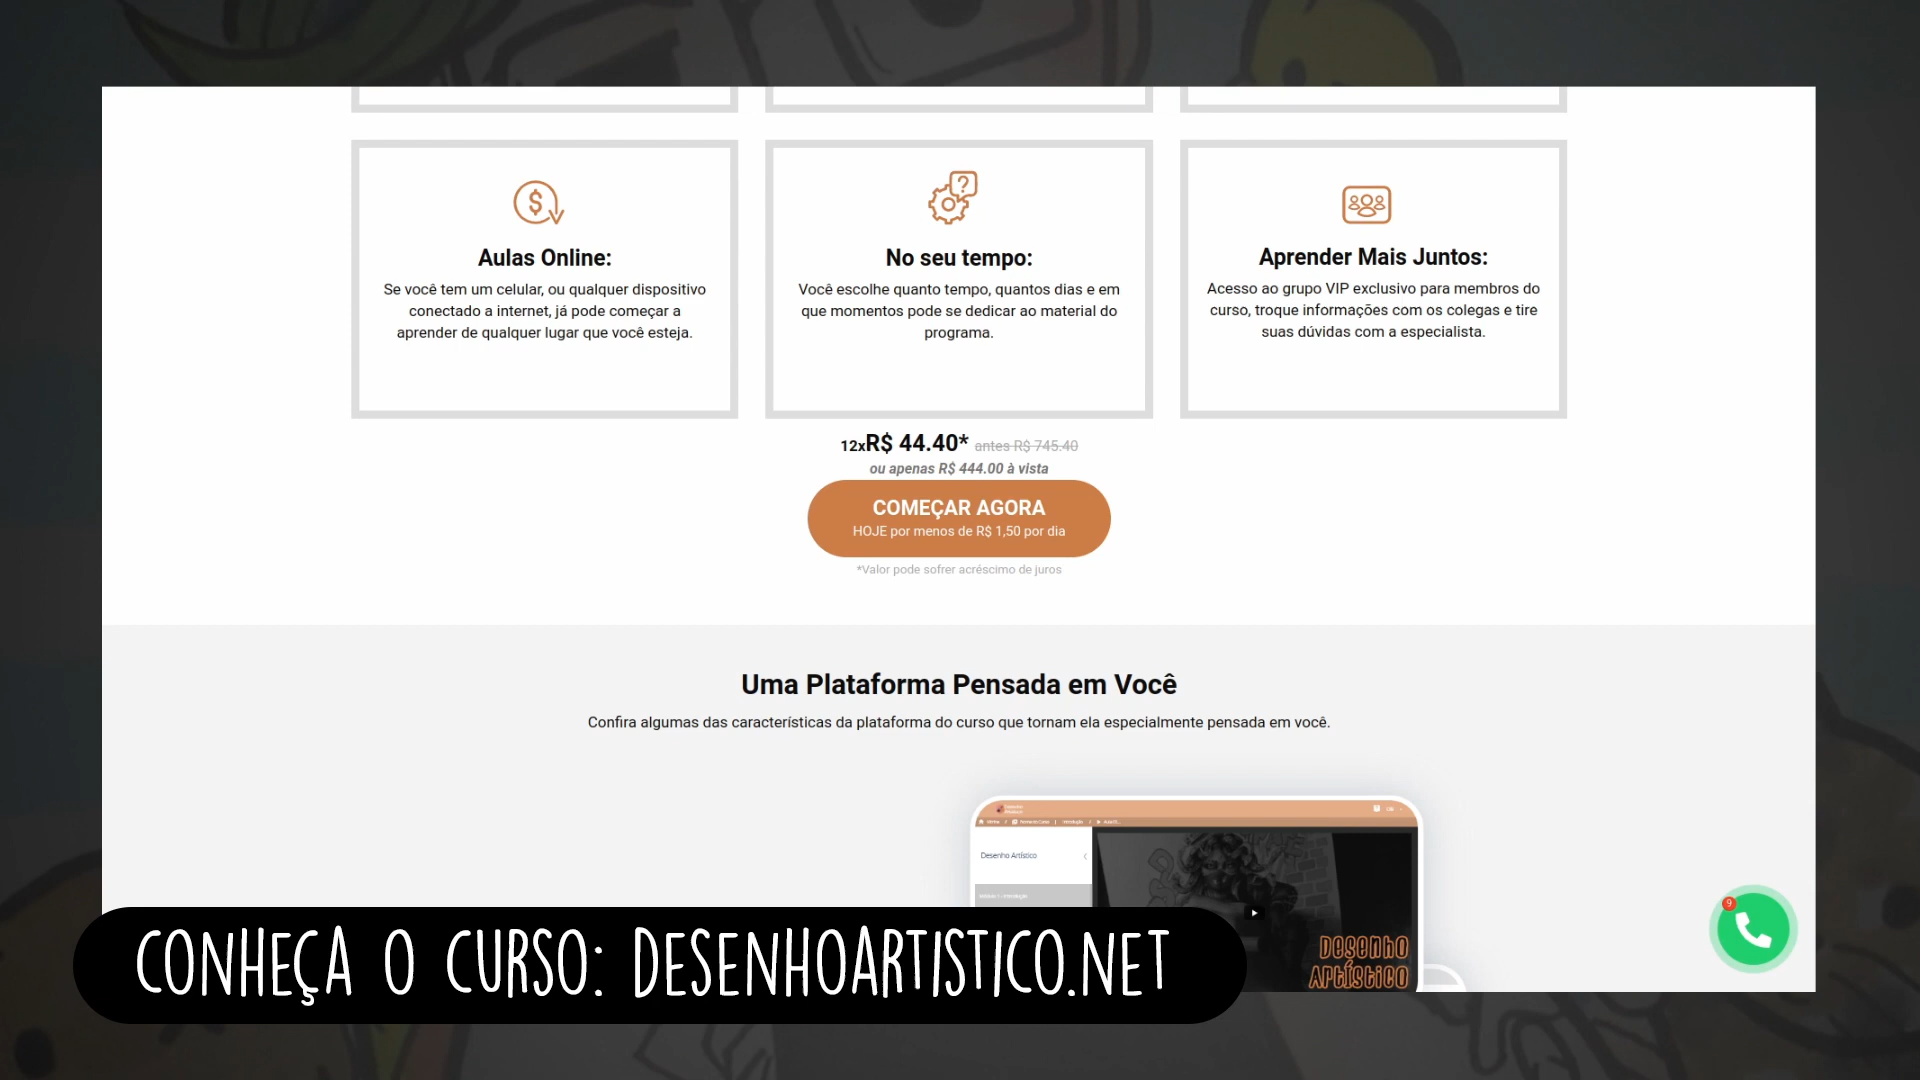 Aulas Online:
Se você tem um celular, ou qualquer dispositivo
conectado a internet, já pode começar a
aprender de qualquer lugar que você esteja.
No seu tempo:
Você escolhe quanto tempo, quantos dias e em
que momentos pode se dedicar ao material do
programa.
Aprender Mais Juntos:
Acesso ao grupo VIP exclusivo para membros do
curso, troque informações com os colegas e tire
suas dúvidas com a especialista.
12xR$ 44.40* antes R$ 745.40
ou apenas R$ 444.00 à vista
COMEÇAR AGORA
HOJE por menos de R$ 1,50 por dia
*Valor pode sofrer acréscimo de juros
Uma Plataforma Pensada em Você
Confira algumas das características da plataforma do curso que tornam ela especialmente pensada em você.
Desenho Artístico
Desenho
Artístico
9
CONHEÇA O CURSO: DESENHOARTISTICO.NET